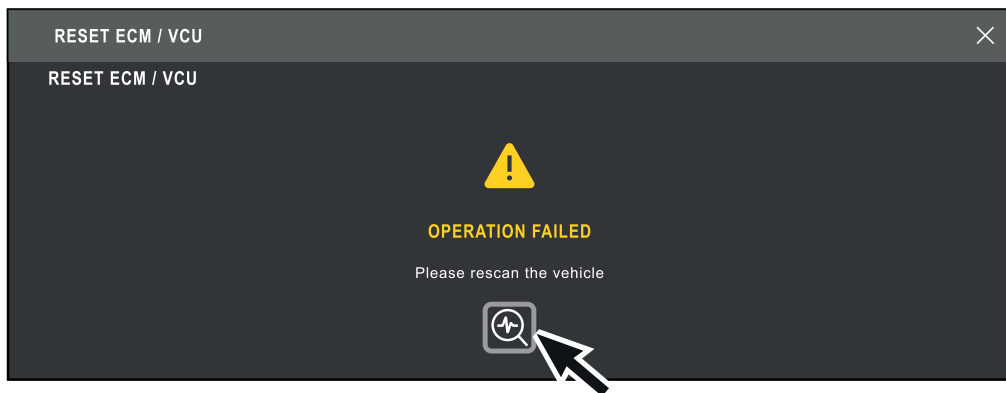 RESET ECM / VCU
RESET ECM / VCU
OPERATION FAILED
Please rescan the vehicle